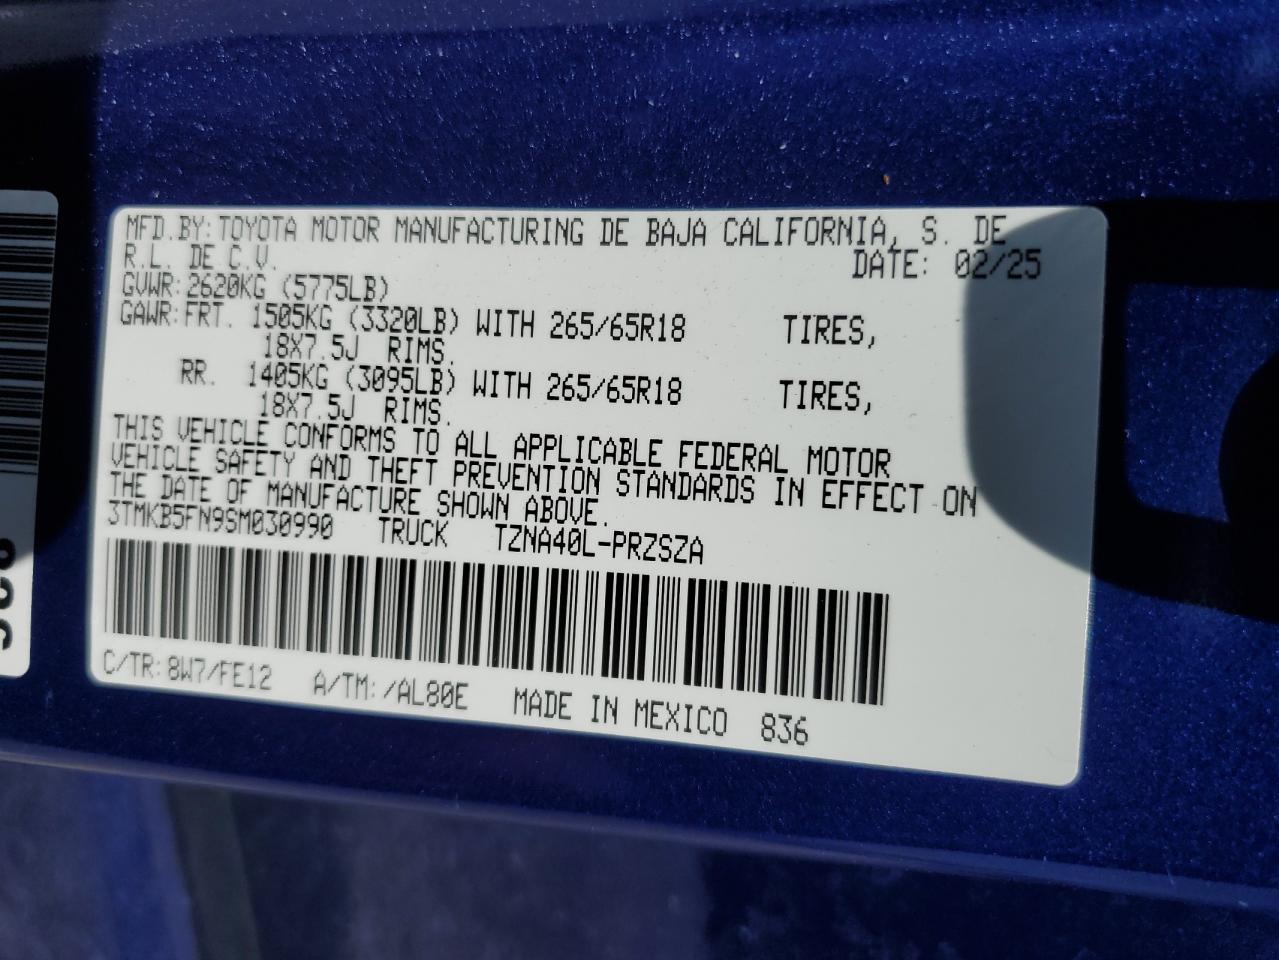 MFD.BY: TOYOTA MOTOR MANUFACTURING DE BAJA CALIFORNIA, S. DE
R.L. DE C.V.
DATE: 02/25
GVWR: 2620KG (5775LB)
GAWR: FRT. 1505KG (3320LB) WITH 265/65R18 TIRES,
18X7.5J RIMS.
RR. 1405KG (3095LB) WITH 265/65R18 TIRES,
18X7.5J RIMS.
THIS VEHICLE CONFORMS TO ALL APPLICABLE FEDERAL MOTOR
VEHICLE SAFETY AND THEFT PREVENTION STANDARDS IN EFFECT ON
THE DATE OF MANUFACTURE SHOWN ABOVE.
3TMKB5FN9SM030990 TRUCK TZNA40L-PRZSZA
C/TR: 8W7/FE12 A/TM: /AL80E MADE IN MEXICO 836